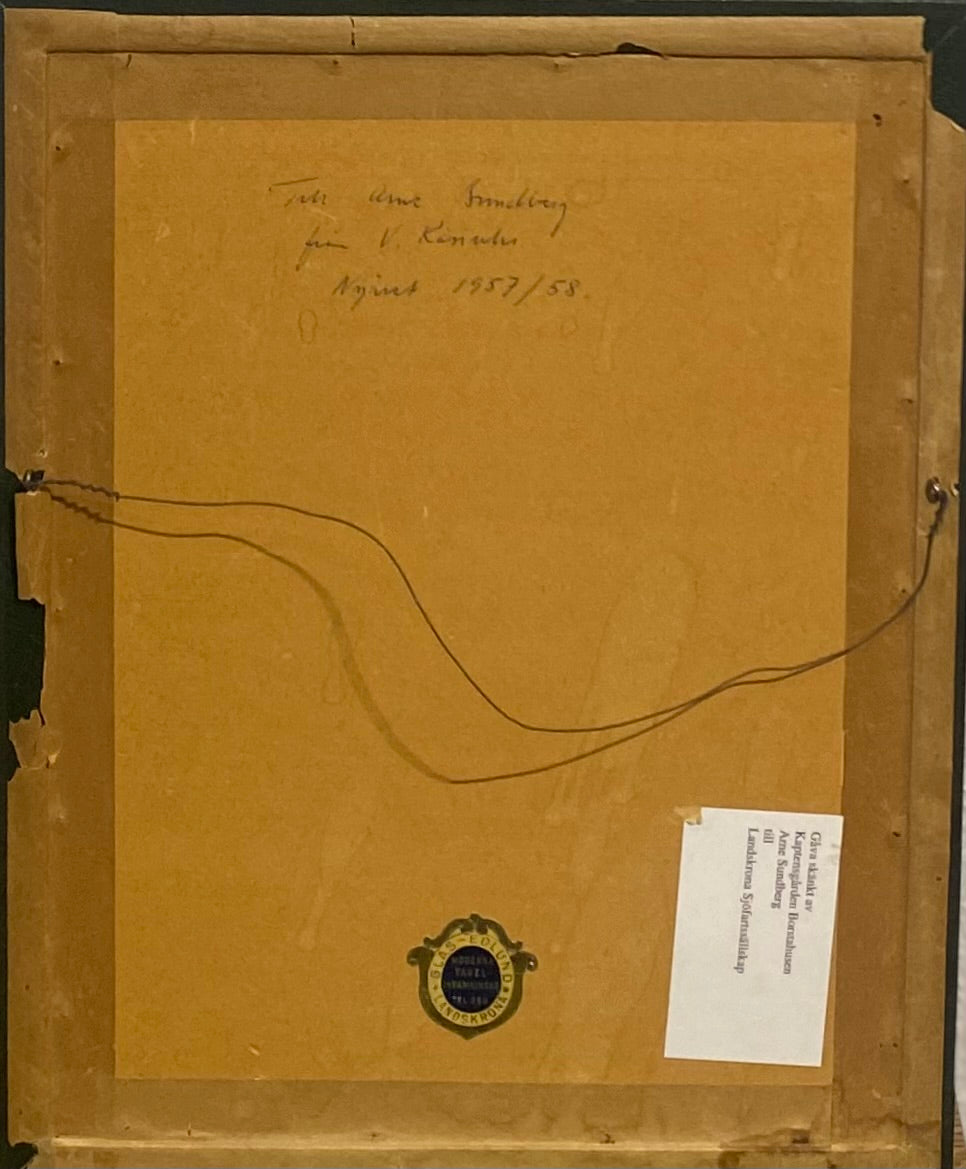 Till Arne Sundberg
från V.
Nyåret 1957/58.
Gåva skänkt av
Kaptensgården Borstahusen
Arne Sundberg
till
Landskrona Sjöfartssällskap
GLAS-EDLUND
MODERNA
TAVEL-
INRAMNINGAR
LANDSKRONA